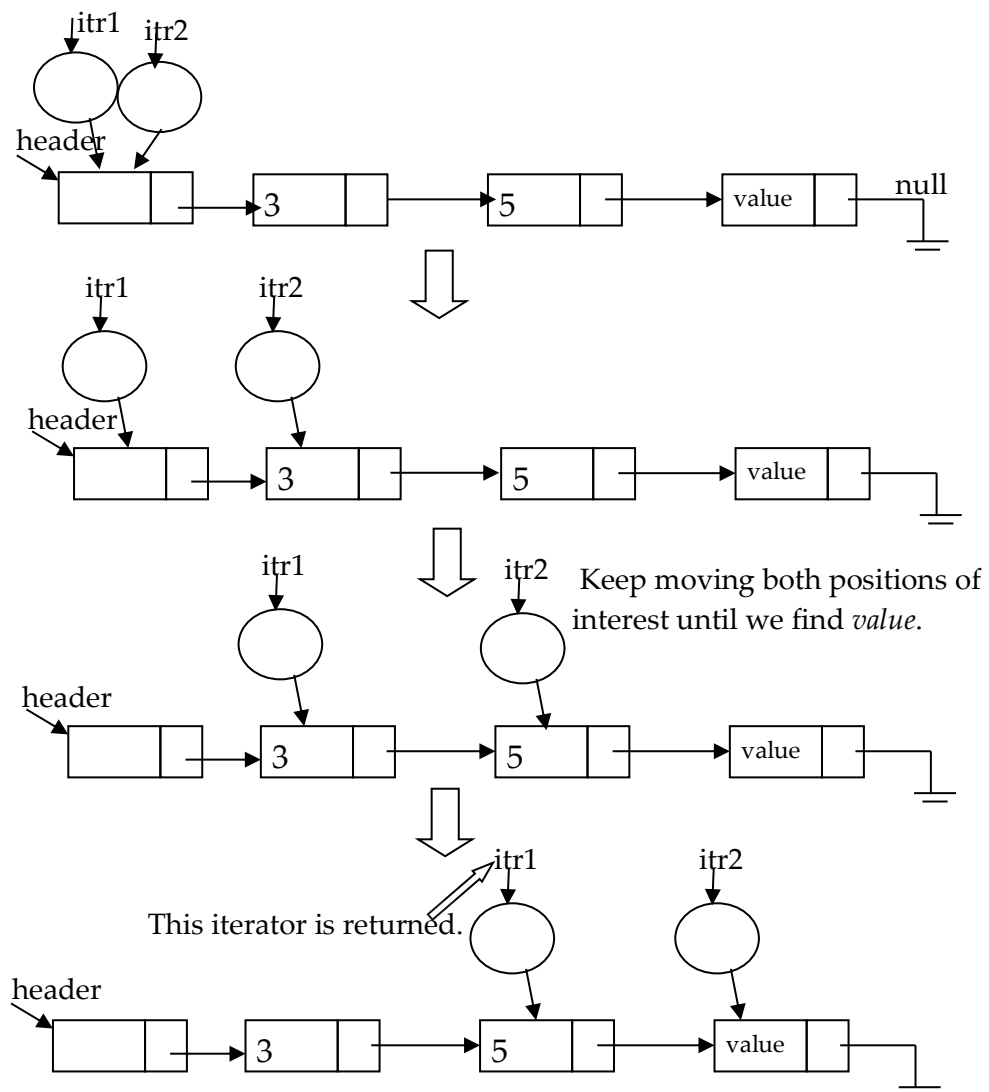 itr1
itr2
header
null
3
5
value
itr1
itr2
header
3
5
value
itr1
itr2
Keep moving both positions of
interest until we find value.
header
3
5
value
itr1
itr2
This iterator is returned.
header
3
5
value